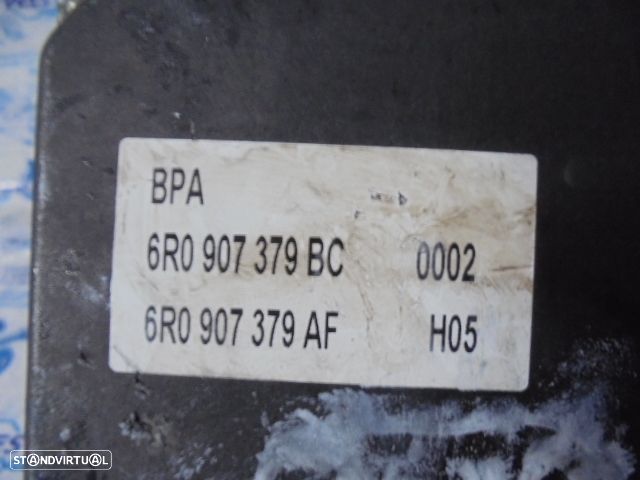 BPA
6R0 907 379 BC 0002
6R0 907 379 AF H05
STANDVIRTUAL